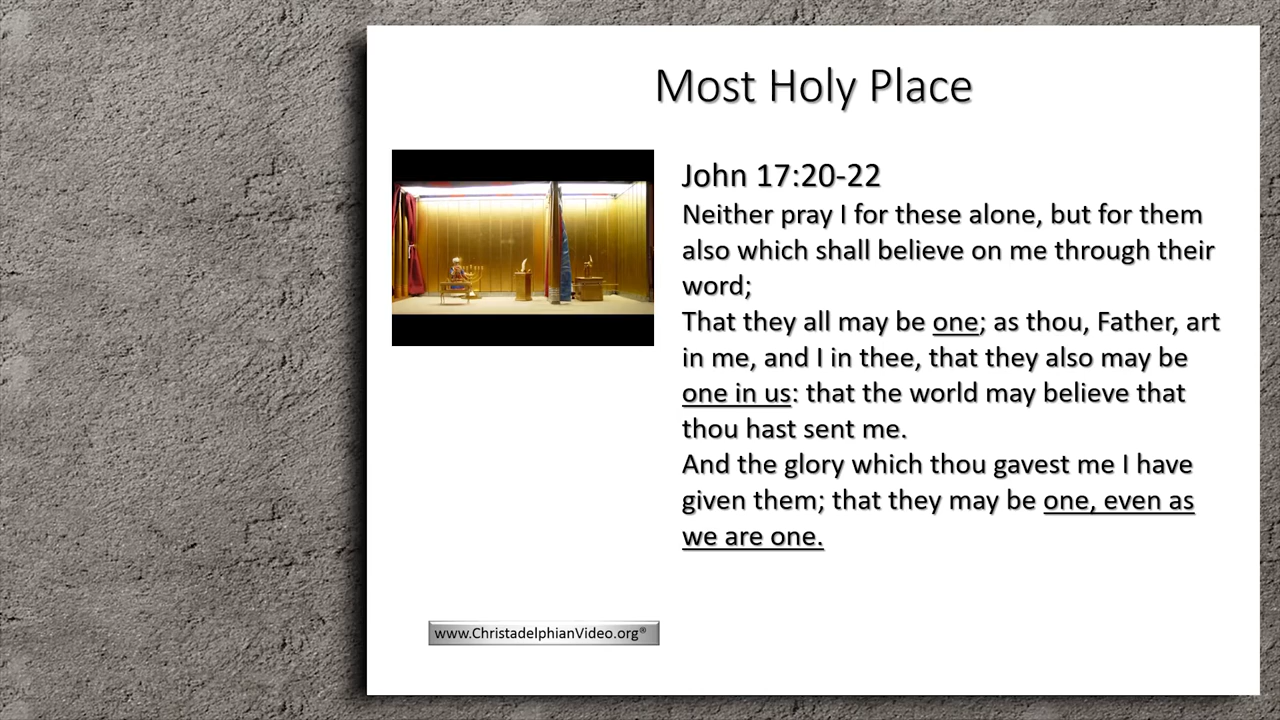 Most Holy Place
John 17:20-22
Neither pray I for these alone, but for them
also which shall believe on me through their
word;
That they all may be one; as thou, Father, art
in me, and I in thee, that they also may be
one in us: that the world may believe that
thou hast sent me.
And the glory which thou gavest me I have
given them; that they may be one, even as
we are one.
www.ChristadelphianVideo.org®